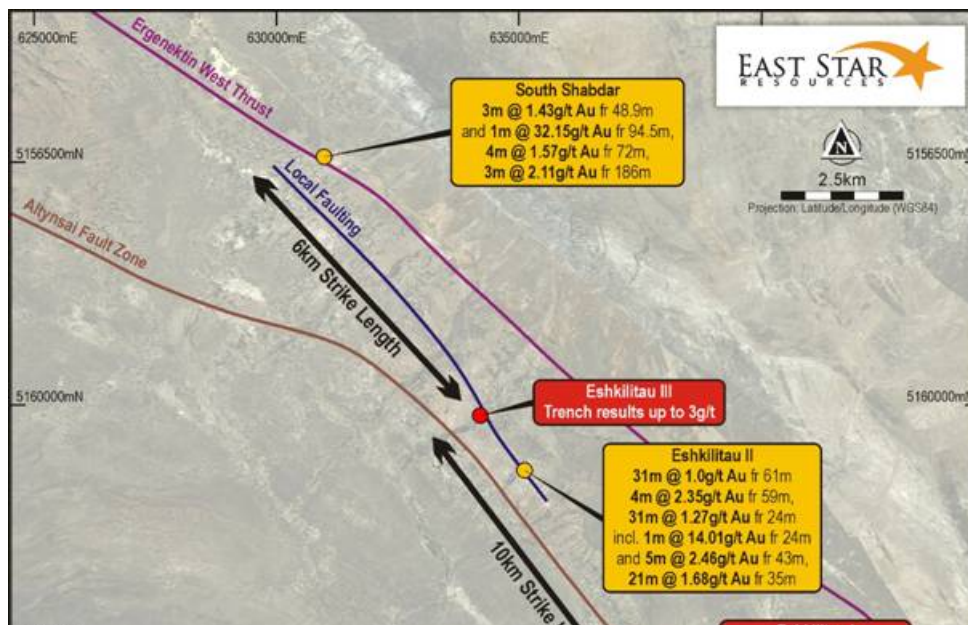 625000mE
630000mE
635000mE
EAST STAR
RESOURCES
Ergenektin West Thrust
South Shabdar
3m @ 1.43g/t Au fr 48.9m
and 1m @ 32.15g/t Au fr 94.5m,
4m @ 1.57g/t Au fr 72m,
3m @ 2.11g/t Au fr 186m
N
2.5km
Projection: Latitude/Longitude (WGS84)
5156500mN
5156500mN
Local Faulting
Altynsai Fault Zone
6km Strike Length
Eshkilitau III
Trench results up to 3g/t
5160000mN
5160000mN
Eshkilitau II
31m @ 1.0g/t Au fr 61m
4m @ 2.35g/t Au fr 59m,
31m @ 1.27g/t Au fr 24m
incl. 1m @ 14.01g/t Au fr 24m
and 5m @ 2.46g/t Au fr 43m,
21m @ 1.68g/t Au fr 35m
10km Strike